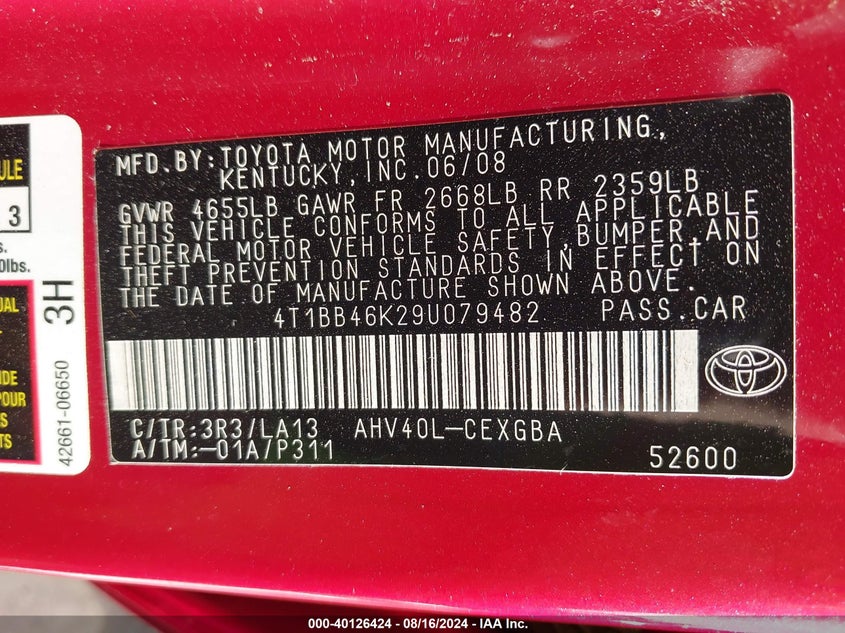 MFD.BY: TOYOTA MOTOR MANUFACTURING,
KENTUCKY, INC. 06/08
GVWR 4655LB GAWR FR 2668LB RR 2359LB
THIS VEHICLE CONFORMS TO ALL APPLICABLE
FEDERAL MOTOR VEHICLE SAFETY, BUMPER, AND
THEFT PREVENTION STANDARDS IN EFFECT ON
THE DATE OF MANUFACTURE SHOWN ABOVE.
4T1BB46K29U079482 PASS.CAR
C/TR:3R3/LA13 AHV40L-CEXGBA
A/TM:-01A/P311 52600
3
0lbs.
3H
42661-06650
POUR
000-40126424 - 08/16/2024 - IAA Inc.